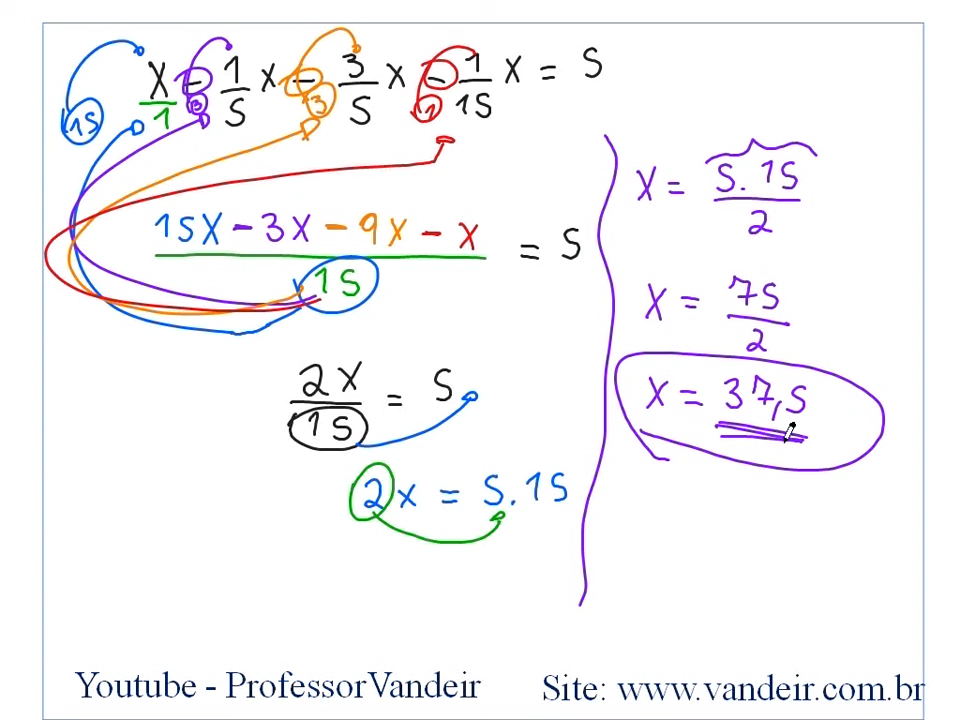 x/1 - 1/5 x - 3/5 x - 1/15 x = 5
15 3 3 1
15x - 3x - 9x - x / 15 = 5
2x / 15 = 5
2x = 5.15
x = 5.15 / 2
x = 75 / 2
x = 37,5
Youtube - ProfessorVandeir
Site: www.vandeir.com.br